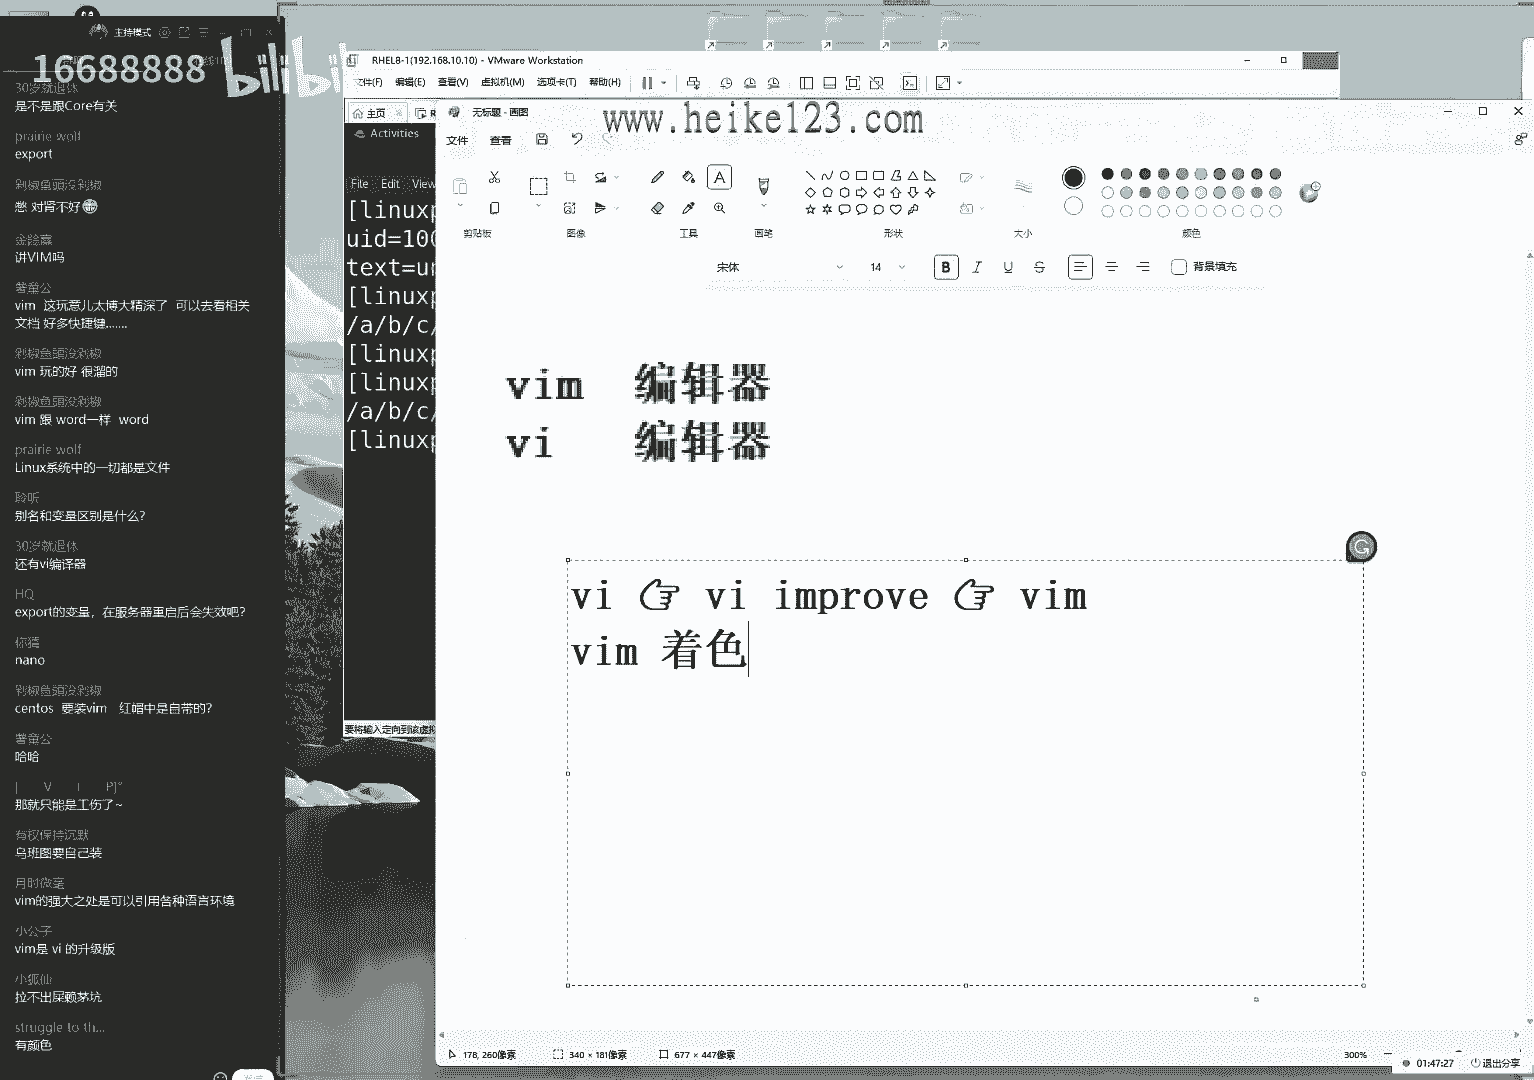 主持模式
16688888 bilibili
30岁就退休
是不是跟Core有关
prairie wolf
export
剁椒鱼頭没剁椒
憋 对肾不好
讲VIM吗
薯童公
vim 这玩意儿太博大精深了 可以去看相关
文档 好多快捷键.......
剁椒鱼頭没剁椒
vim 玩的好 很溜的
剁椒鱼頭没剁椒
vim 跟 word一样 word
prairie wolf
Linux系统中的一切都是文件
聆听
别名和变量区别是什么?
30岁就退休
还有vi编译器
HQ
export的变量，在服务器重启后会失效吧?
你猜
nano
剁椒鱼頭没剁椒
centos 要装vim 红帽中是自带的?
薯童公
哈哈
那就只能是工伤了~
有权保持沉默
乌班图要自己装
月时微毫
vim的强大之处是可以引用各种语言环境
小公子
vim是 vi 的升级版
小狐仙
拉不出屎赖茅坑
struggle to th...
有颜色
RHEL8-1(192.168.10.10) - VMware Workstation
文件(F) 编辑(E) 查看(V) 虚拟机(M) 选项卡(T) 帮助(H)
主页
Activities
File Edit View
[linuxp
uid=100
text=un
[linuxp
/a/b/c/
[linuxp
[linuxp
/a/b/c/
[linuxp
要将输入定向到该虚拟
无标题 - 画图
www.heike123.com
文件 查看
剪贴板 图像 工具 画笔 形状 大小 颜色
宋体 14 B I U S 背景填充
vim 编辑器
vi 编辑器
vi 👉 vi improve 👉 vim
vim 着色
178, 260像素 340 × 181像素 677 × 447像素 300%
01:47:27 退出分享